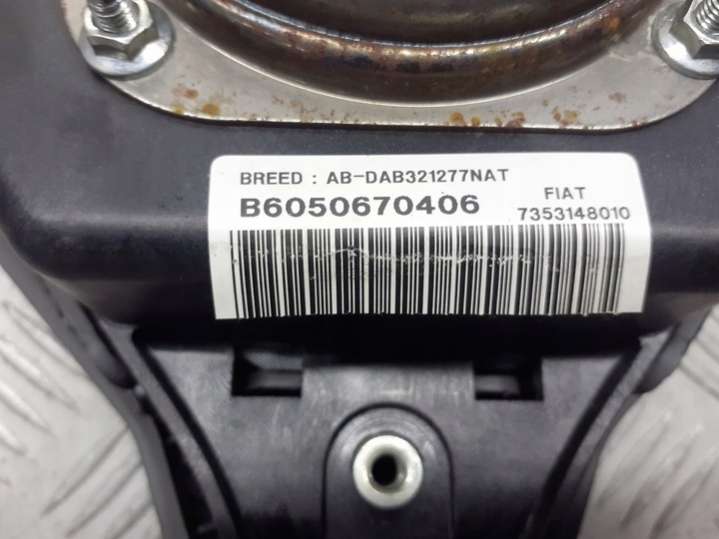 BREED : AB-DAB321277NAT
B6050670406
FIAT
7353148010